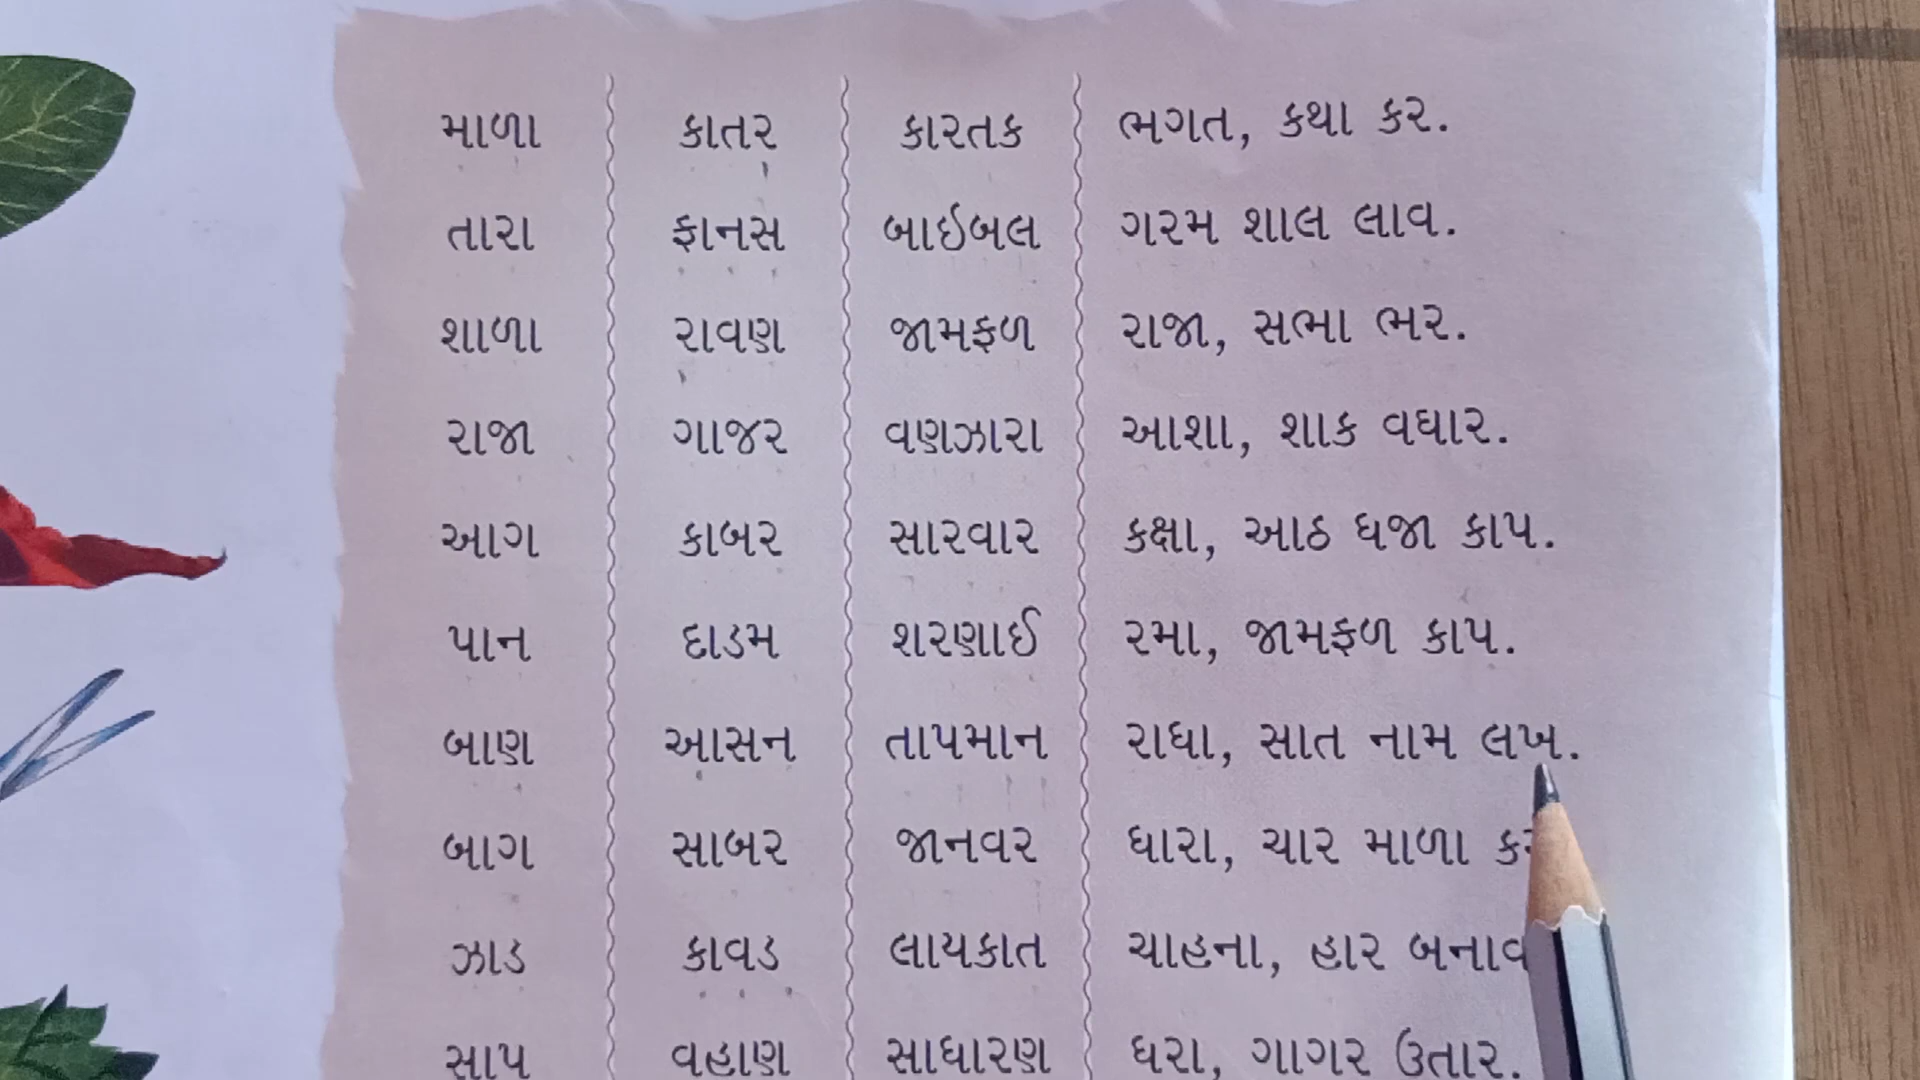 માળા કાતર કારતક ભગત, કથા કર.
તારા ફાનસ બાઇબલ ગરમ શાલ લાવ.
શાળા રાવણ જામફળ રાજા, સભા ભર.
રાજા ગાજર વણઝારા આશા, શાક વઘાર.
આગ કાબર સારવાર કક્ષા, આઠ ધજા કાપ.
પાન દાડમ શરણાઈ રમા, જામફળ કાપ.
બાણ આસન તાપમાન રાધા, સાત નામ લખ.
બાગ સાબર જાનવર ધારા, ચાર માળા
ઝાડ કાવડ લાયકાત ચાહના, હાર બનાવ
સાપ વહાણ સાધારણ ધરા, ગાગર ઉતાર.